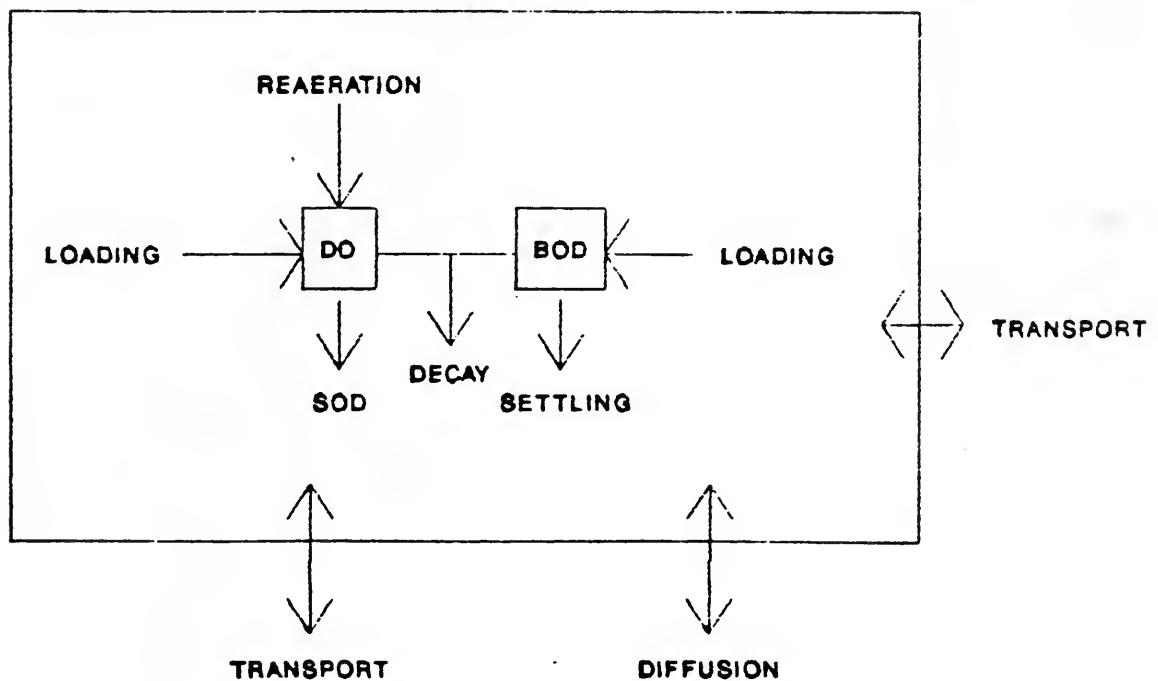 REAERATION
LOADING
DO
BOD
LOADING
TRANSPORT
DECAY
SOD
SETTLING
TRANSPORT
DIFFUSION